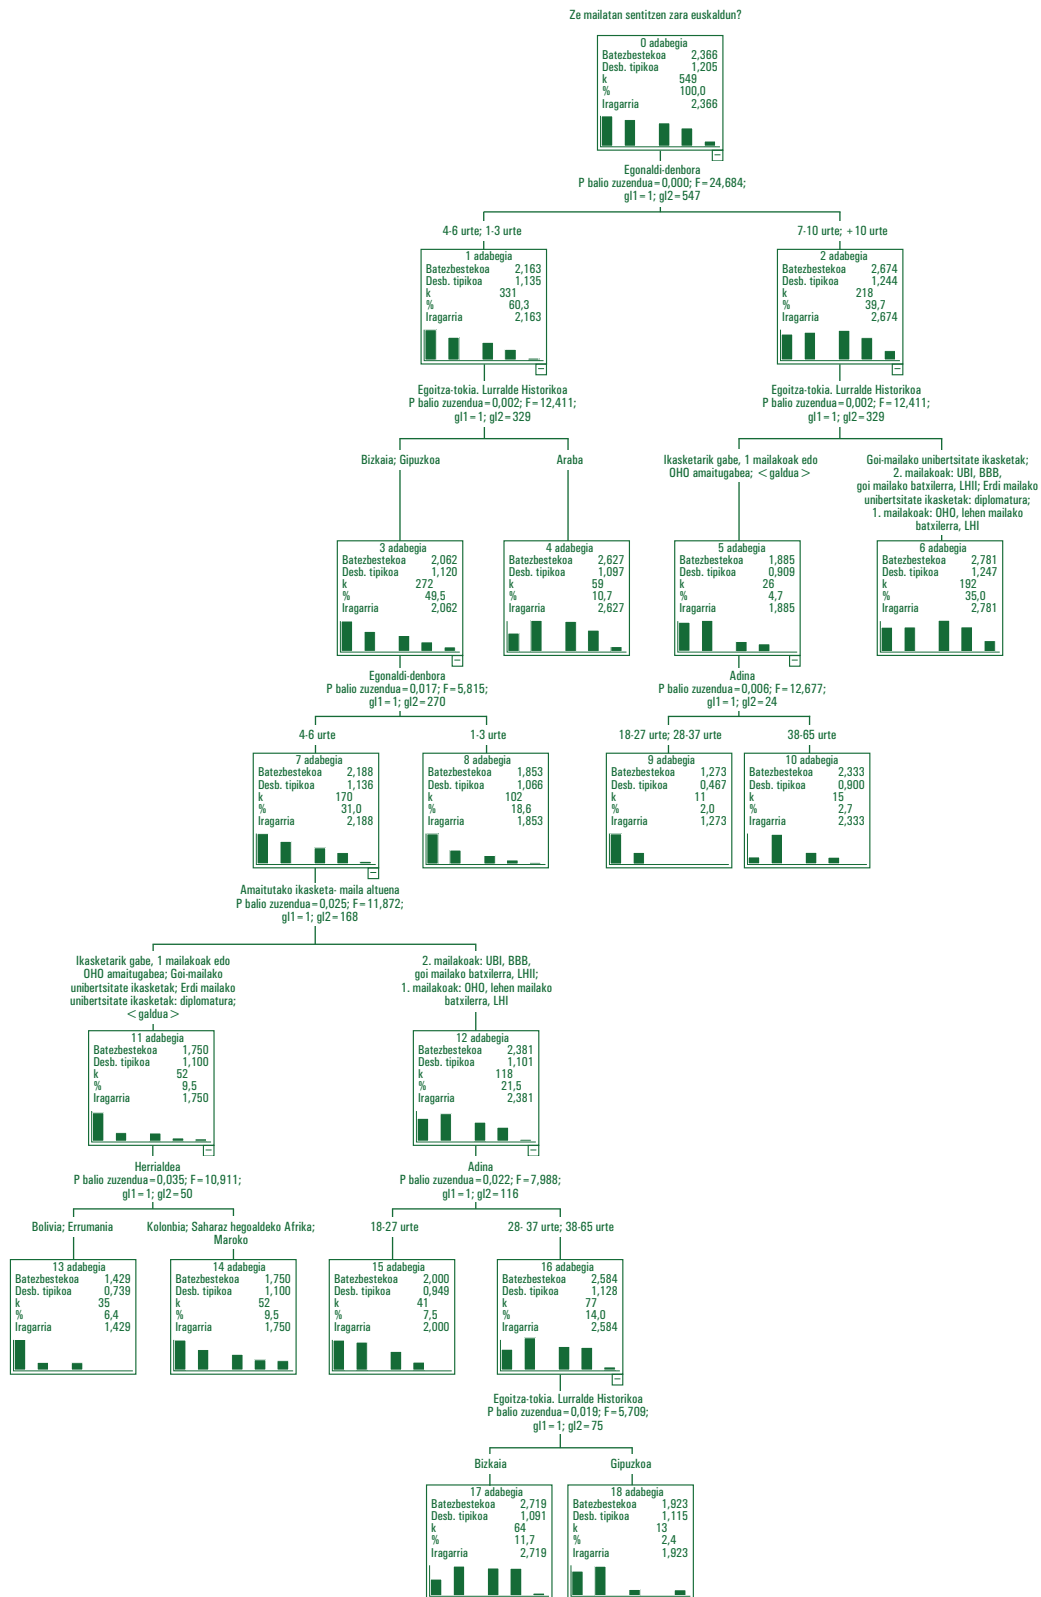 Ze mailatan sentitzen zara euskaldun?
0 adabegia
Batezbestekoa 2,366
Desb. tipikoa 1,205
k 549
% 100,0
Iragarria 2,366
Egonaldi-denbora
P balio zuzendua=0,000; F=24,684;
gl1=1; gl2=547
4-6 urte; 1-3 urte
1 adabegia
Batezbestekoa 2,163
Desb. tipikoa 1,135
k 331
% 60,3
Iragarria 2,163
7-10 urte; +10 urte
2 adabegia
Batezbestekoa 2,674
Desb. tipikoa 1,244
k 218
% 39,7
Iragarria 2,674
Egoitza-tokia. Lurralde Historikoa
P balio zuzendua=0,002; F=12,411;
gl1=1; gl2=329
Egoitza-tokia. Lurralde Historikoa
P balio zuzendua=0,002; F=12,411;
gl1=1; gl2=329
Bizkaia; Gipuzkoa
3 adabegia
Batezbestekoa 2,062
Desb. tipikoa 1,120
k 272
% 49,5
Iragarria 2,062
Araba
4 adabegia
Batezbestekoa 2,627
Desb. tipikoa 1,097
k 59
% 10,7
Iragarria 2,627
Ikasketarik gabe, 1 mailakoak edo
OHO amaitugabea; <galdua>
5 adabegia
Batezbestekoa 1,885
Desb. tipikoa 0,909
k 26
% 4,7
Iragarria 1,885
Goi-mailako unibertsitate ikasketak;
2. mailakoak: UBI, BBB,
goi mailako batxilerra, LHII; Erdi mailako
unibertsitate ikasketak: diplomatura;
1. mailakoak: OHO, lehen mailako
batxilerra, LHI
6 adabegia
Batezbestekoa 2,781
Desb. tipikoa 1,247
k 192
% 35,0
Iragarria 2,781
Egonaldi-denbora
P balio zuzendua=0,017; F=5,815;
gl1=1; gl2=270
Adina
P balio zuzendua=0,006; F=12,677;
gl1=1; gl2=24
4-6 urte
7 adabegia
Batezbestekoa 2,188
Desb. tipikoa 1,136
k 170
% 31,0
Iragarria 2,188
1-3 urte
8 adabegia
Batezbestekoa 1,853
Desb. tipikoa 1,066
k 102
% 18,6
Iragarria 1,853
18-27 urte; 28-37 urte
9 adabegia
Batezbestekoa 1,273
Desb. tipikoa 0,467
k 11
% 2,0
Iragarria 1,273
38-65 urte
10 adabegia
Batezbestekoa 2,333
Desb. tipikoa 0,900
k 15
% 2,7
Iragarria 2,333
Amaitutako ikasketa- maila altuena
P balio zuzendua=0,025; F=11,872;
gl1=1; gl2=168
Ikasketarik gabe, 1 mailakoak edo
OHO amaitugabea; Goi-mailako
unibertsitate ikasketak; Erdi mailako
unibertsitate ikasketak: diplomatura;
<galdua>
11 adabegia
Batezbestekoa 1,750
Desb. tipikoa 1,100
k 52
% 9,5
Iragarria 1,750
2. mailakoak: UBI, BBB,
goi mailako batxilerra, LHII;
1. mailakoak: OHO, lehen mailako
batxilerra, LHI
12 adabegia
Batezbestekoa 2,381
Desb. tipikoa 1,101
k 118
% 21,5
Iragarria 2,381
Herrialdea
P balio zuzendua=0,035; F=10,911;
gl1=1; gl2=50
Adina
P balio zuzendua=0,022; F=7,988;
gl1=1; gl2=116
Bolivia; Errumania
13 adabegia
Batezbestekoa 1,429
Desb. tipikoa 0,739
k 35
% 6,4
Iragarria 1,429
Kolonbia; Saharaz hegoaldeko Afrika;
Maroko
14 adabegia
Batezbestekoa 1,750
Desb. tipikoa 1,100
k 52
% 9,5
Iragarria 1,750
18-27 urte
15 adabegia
Batezbestekoa 2,000
Desb. tipikoa 0,949
k 41
% 7,5
Iragarria 2,000
28- 37 urte; 38-65 urte
16 adabegia
Batezbestekoa 2,584
Desb. tipikoa 1,128
k 77
% 14,0
Iragarria 2,584
Egoitza-tokia. Lurralde Historikoa
P balio zuzendua=0,019; F=5,709;
gl1=1; gl2=75
Bizkaia
17 adabegia
Batezbestekoa 2,719
Desb. tipikoa 1,091
k 64
% 11,7
Iragarria 2,719
Gipuzkoa
18 adabegia
Batezbestekoa 1,923
Desb. tipikoa 1,115
k 13
% 2,4
Iragarria 1,923